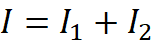 I = I₁ + I₂